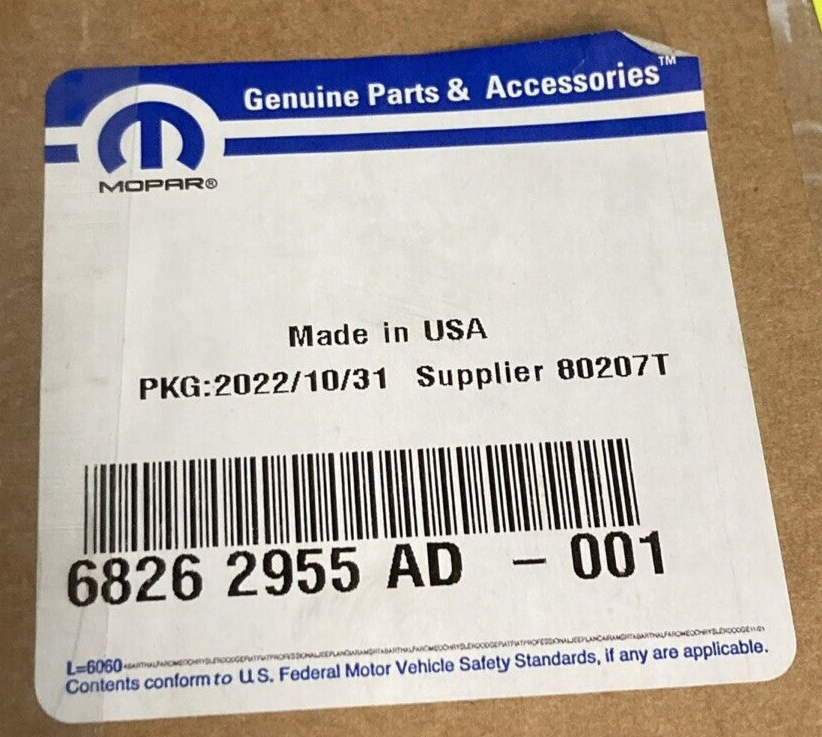 Genuine Parts & Accessories™
MOPAR®
Made in USA
PKG:2022/10/31 Supplier 80207T
6826 2955 AD - 001
L=6060
Contents conform to U.S. Federal Motor Vehicle Safety Standards, if any are applicable.